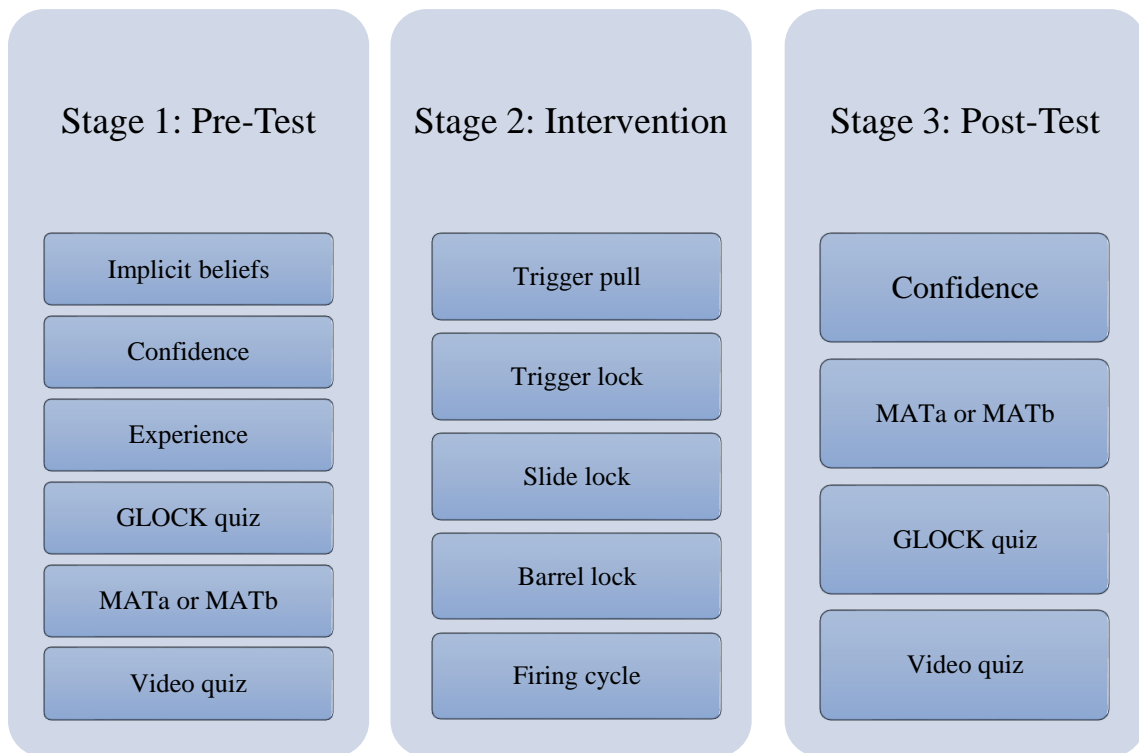 Stage 1: Pre-Test
Implicit beliefs
Confidence
Experience
GLOCK quiz
MATa or MATb
Video quiz
Stage 2: Intervention
Trigger pull
Trigger lock
Slide lock
Barrel lock
Firing cycle
Stage 3: Post-Test
Confidence
MATa or MATb
GLOCK quiz
Video quiz